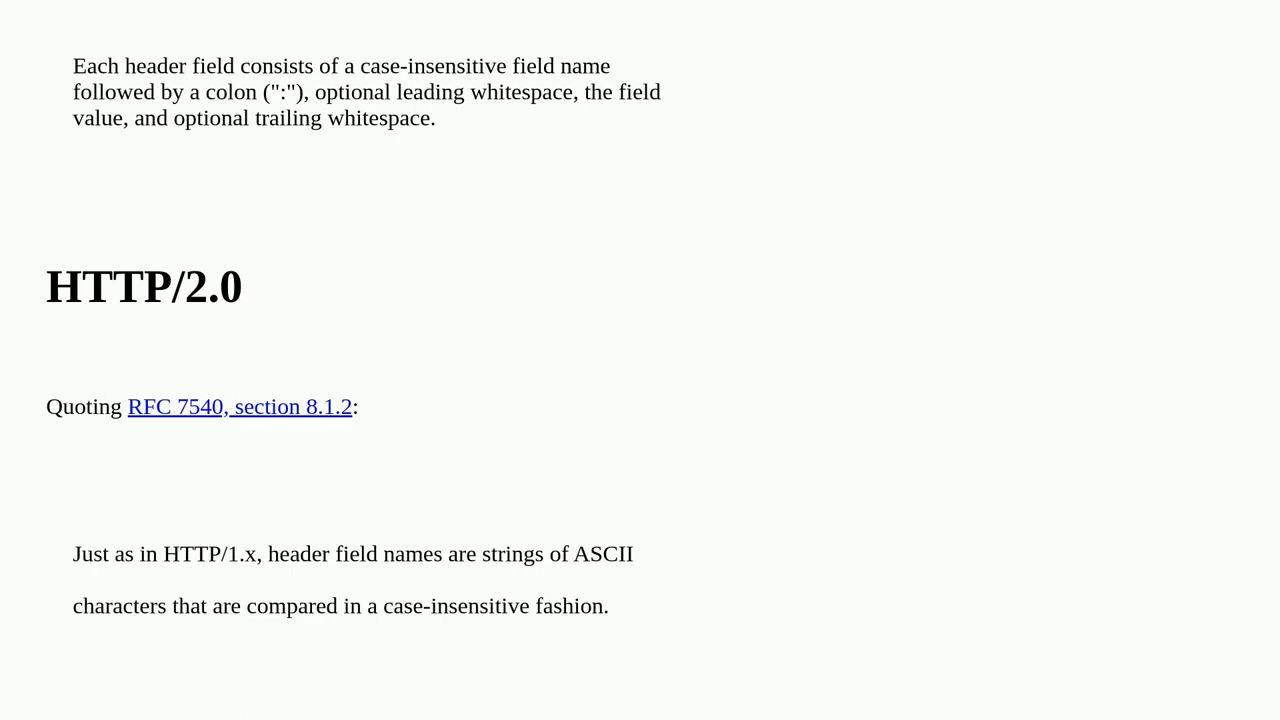 Each header field consists of a case-insensitive field name
followed by a colon (":"), optional leading whitespace, the field
value, and optional trailing whitespace.
HTTP/2.0
Quoting RFC 7540, section 8.1.2:
Just as in HTTP/1.x, header field names are strings of ASCII
characters that are compared in a case-insensitive fashion.